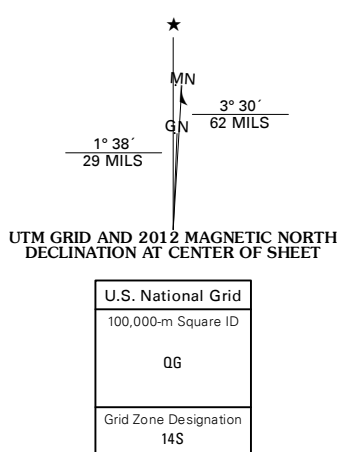 ★
MN
GN
3° 30´
62 MILS
1° 38´
29 MILS
UTM GRID AND 2012 MAGNETIC NORTH
DECLINATION AT CENTER OF SHEET
U.S. National Grid
100,000-m Square ID
QG
Grid Zone Designation
14S